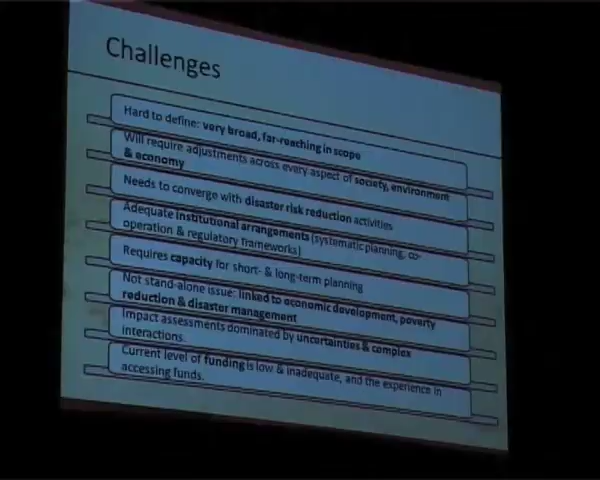 Challenges
Hard to define: very broad, far-reaching in scope
Will require adjustments across every aspect of society, environment
& economy
Needs to converge with disaster risk reduction activities
Adequate institutional arrangements (systematic planning, co-
operation & regulatory frameworks)
Requires capacity for short- & long-term planning
Not stand-alone issue: linked to economic development, poverty
reduction & disaster management
Impact assessments dominated by uncertainties & complex
interactions.
Current level of funding is low & inadequate, and the experience in
accessing funds.